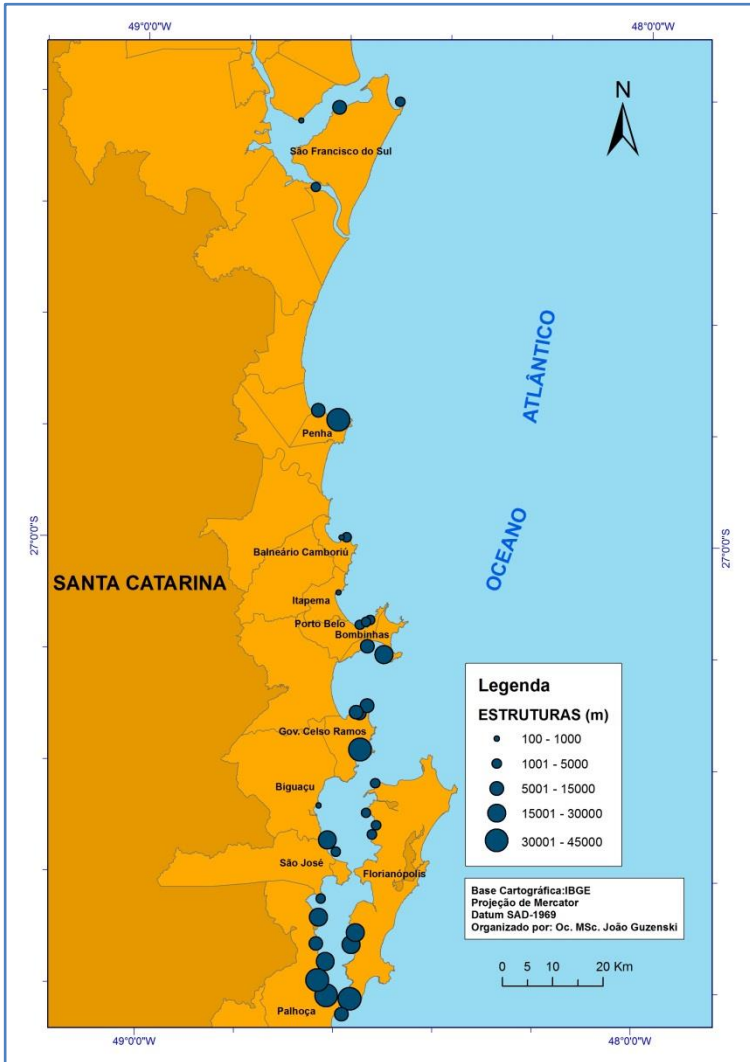 49°0'0"W
48°0'0"W
N
São Francisco do Sul
ATLÂNTICO
Penha
27°0'0"S
27°0'0"S
OCEANO
Balneário Camboriú
SANTA CATARINA
Itapema
Porto Belo
Bombinhas
Legenda
ESTRUTURAS (m)
100 - 1000
1001 - 5000
5001 - 15000
15001 - 30000
30001 - 45000
Gov. Celso Ramos
Biguaçu
São José
Florianópolis
Base Cartográfica:IBGE
Projeção de Mercator
Datum SAD-1969
Organizado por: Oc. MSc. João Guzenski
0 5 10 20 Km
Palhoça
49°0'0"W
48°0'0"W